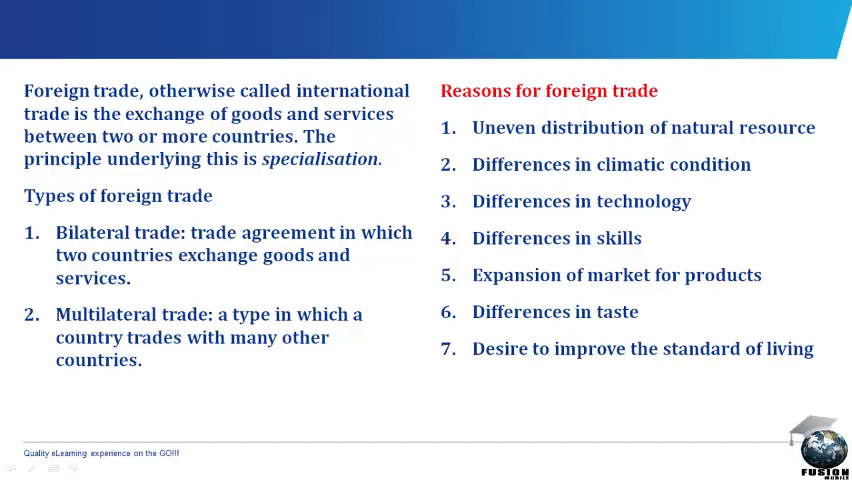 Foreign trade, otherwise called international
trade is the exchange of goods and services
between two or more countries. The
principle underlying this is specialisation.
Types of foreign trade
1. Bilateral trade: trade agreement in which
two countries exchange goods and
services.
2. Multilateral trade: a type in which a
country trades with many other
countries.
Reasons for foreign trade
1. Uneven distribution of natural resource
2. Differences in climatic condition
3. Differences in technology
4. Differences in skills
5. Expansion of market for products
6. Differences in taste
7. Desire to improve the standard of living
Quality eLearning experience on the GO!!!
FUSION
MOBILE